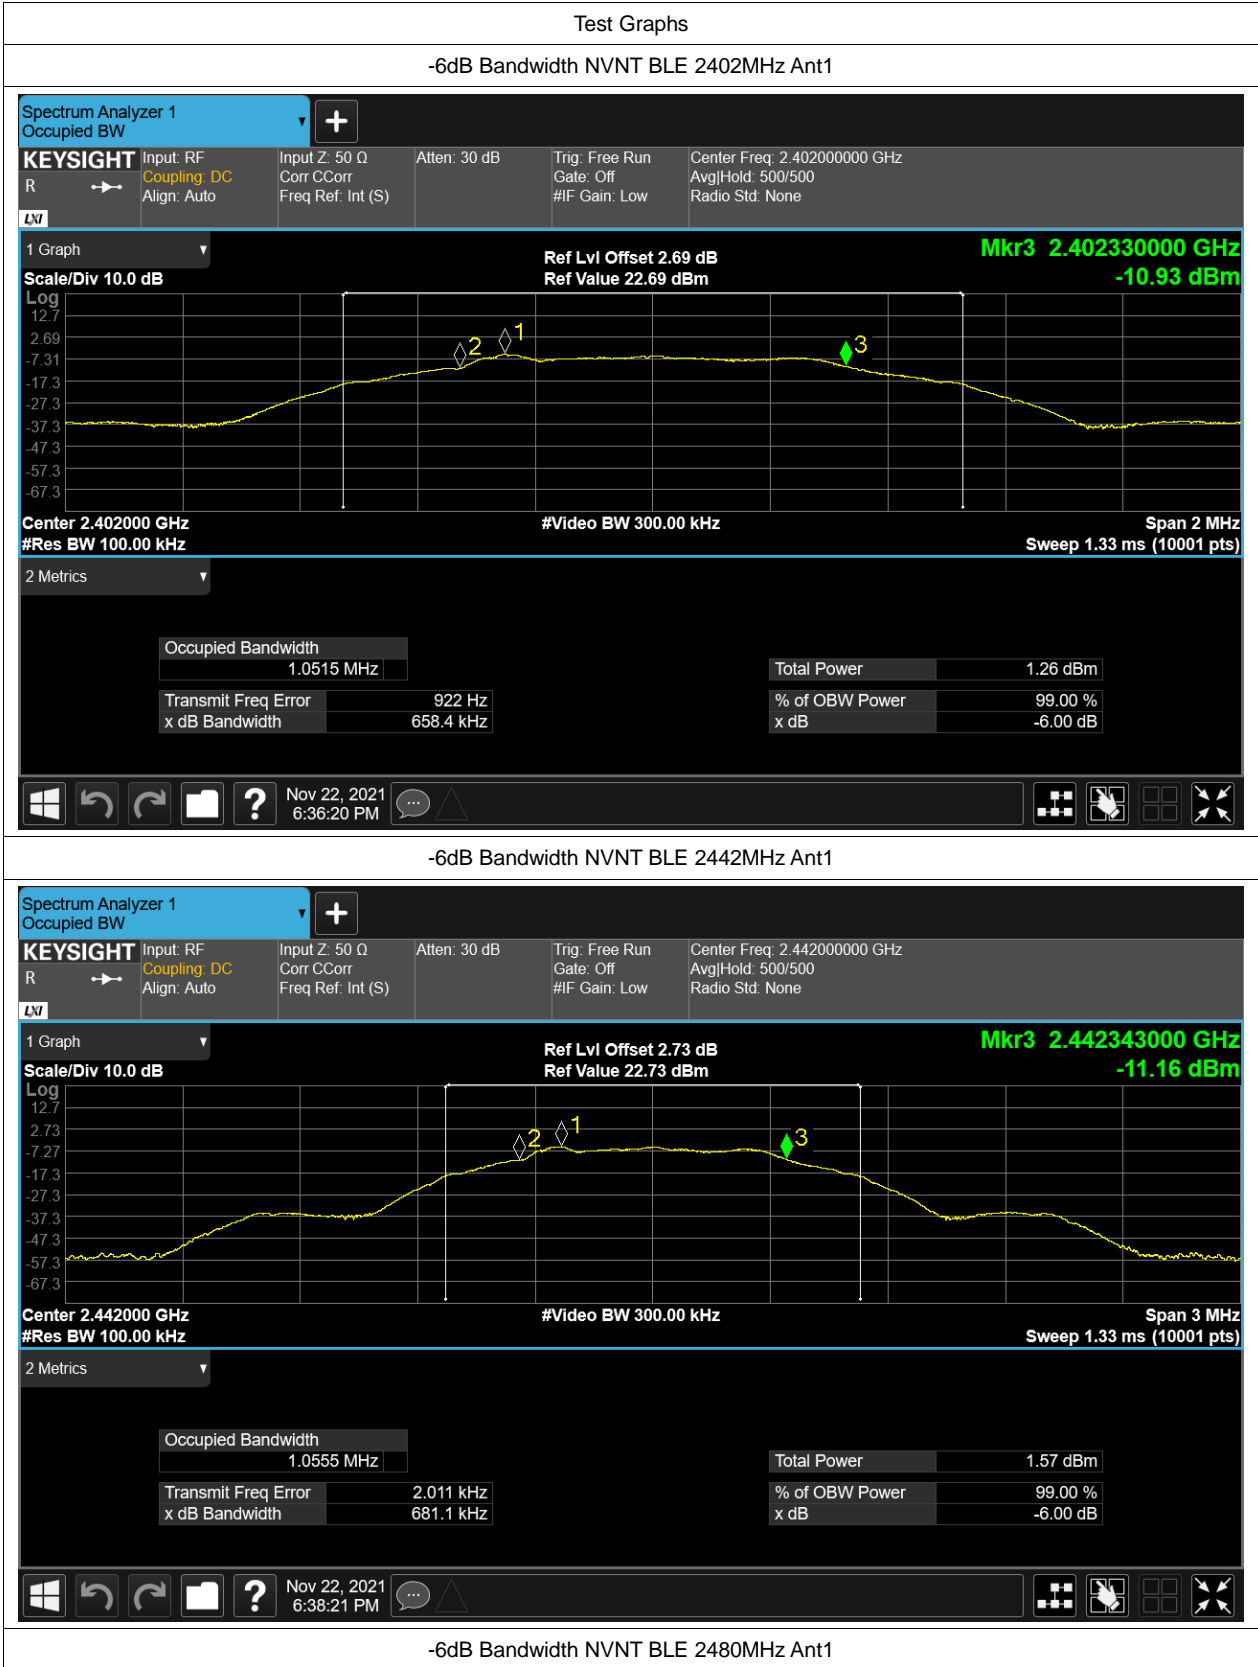 Test Graphs
-6dB Bandwidth NVNT BLE 2402MHz Ant1
Spectrum Analyzer 1
Occupied BW
KEYSIGHT Input: RF Input Z: 50 Ω Atten: 30 dB Trig: Free Run Center Freq: 2.402000000 GHz
R Coupling: DC Corr CCorr Gate: Off Avg|Hold: 500/500
Align: Auto Freq Ref: Int (S) #IF Gain: Low Radio Std: None
LXI
1 Graph Ref Lvl Offset 2.69 dB Mkr3 2.402330000 GHz
Scale/Div 10.0 dB Ref Value 22.69 dBm -10.93 dBm
Log
12.7
2.69
-7.31
-17.3
-27.3
-37.3
-47.3
-57.3
-67.3
2 1 3
Center 2.402000 GHz #Video BW 300.00 kHz Span 2 MHz
#Res BW 100.00 kHz Sweep 1.33 ms (10001 pts)
2 Metrics
Occupied Bandwidth
1.0515 MHz Total Power 1.26 dBm
Transmit Freq Error 922 Hz % of OBW Power 99.00 %
x dB Bandwidth 658.4 kHz x dB -6.00 dB
Nov 22, 2021
6:36:20 PM
-6dB Bandwidth NVNT BLE 2442MHz Ant1
Spectrum Analyzer 1
Occupied BW
KEYSIGHT Input: RF Input Z: 50 Ω Atten: 30 dB Trig: Free Run Center Freq: 2.442000000 GHz
R Coupling: DC Corr CCorr Gate: Off Avg|Hold: 500/500
Align: Auto Freq Ref: Int (S) #IF Gain: Low Radio Std: None
LXI
1 Graph Ref Lvl Offset 2.73 dB Mkr3 2.442343000 GHz
Scale/Div 10.0 dB Ref Value 22.73 dBm -11.16 dBm
Log
12.7
2.73
-7.27
-17.3
-27.3
-37.3
-47.3
-57.3
-67.3
2 1 3
Center 2.442000 GHz #Video BW 300.00 kHz Span 3 MHz
#Res BW 100.00 kHz Sweep 1.33 ms (10001 pts)
2 Metrics
Occupied Bandwidth
1.0555 MHz Total Power 1.57 dBm
Transmit Freq Error 2.011 kHz % of OBW Power 99.00 %
x dB Bandwidth 681.1 kHz x dB -6.00 dB
Nov 22, 2021
6:38:21 PM
-6dB Bandwidth NVNT BLE 2480MHz Ant1